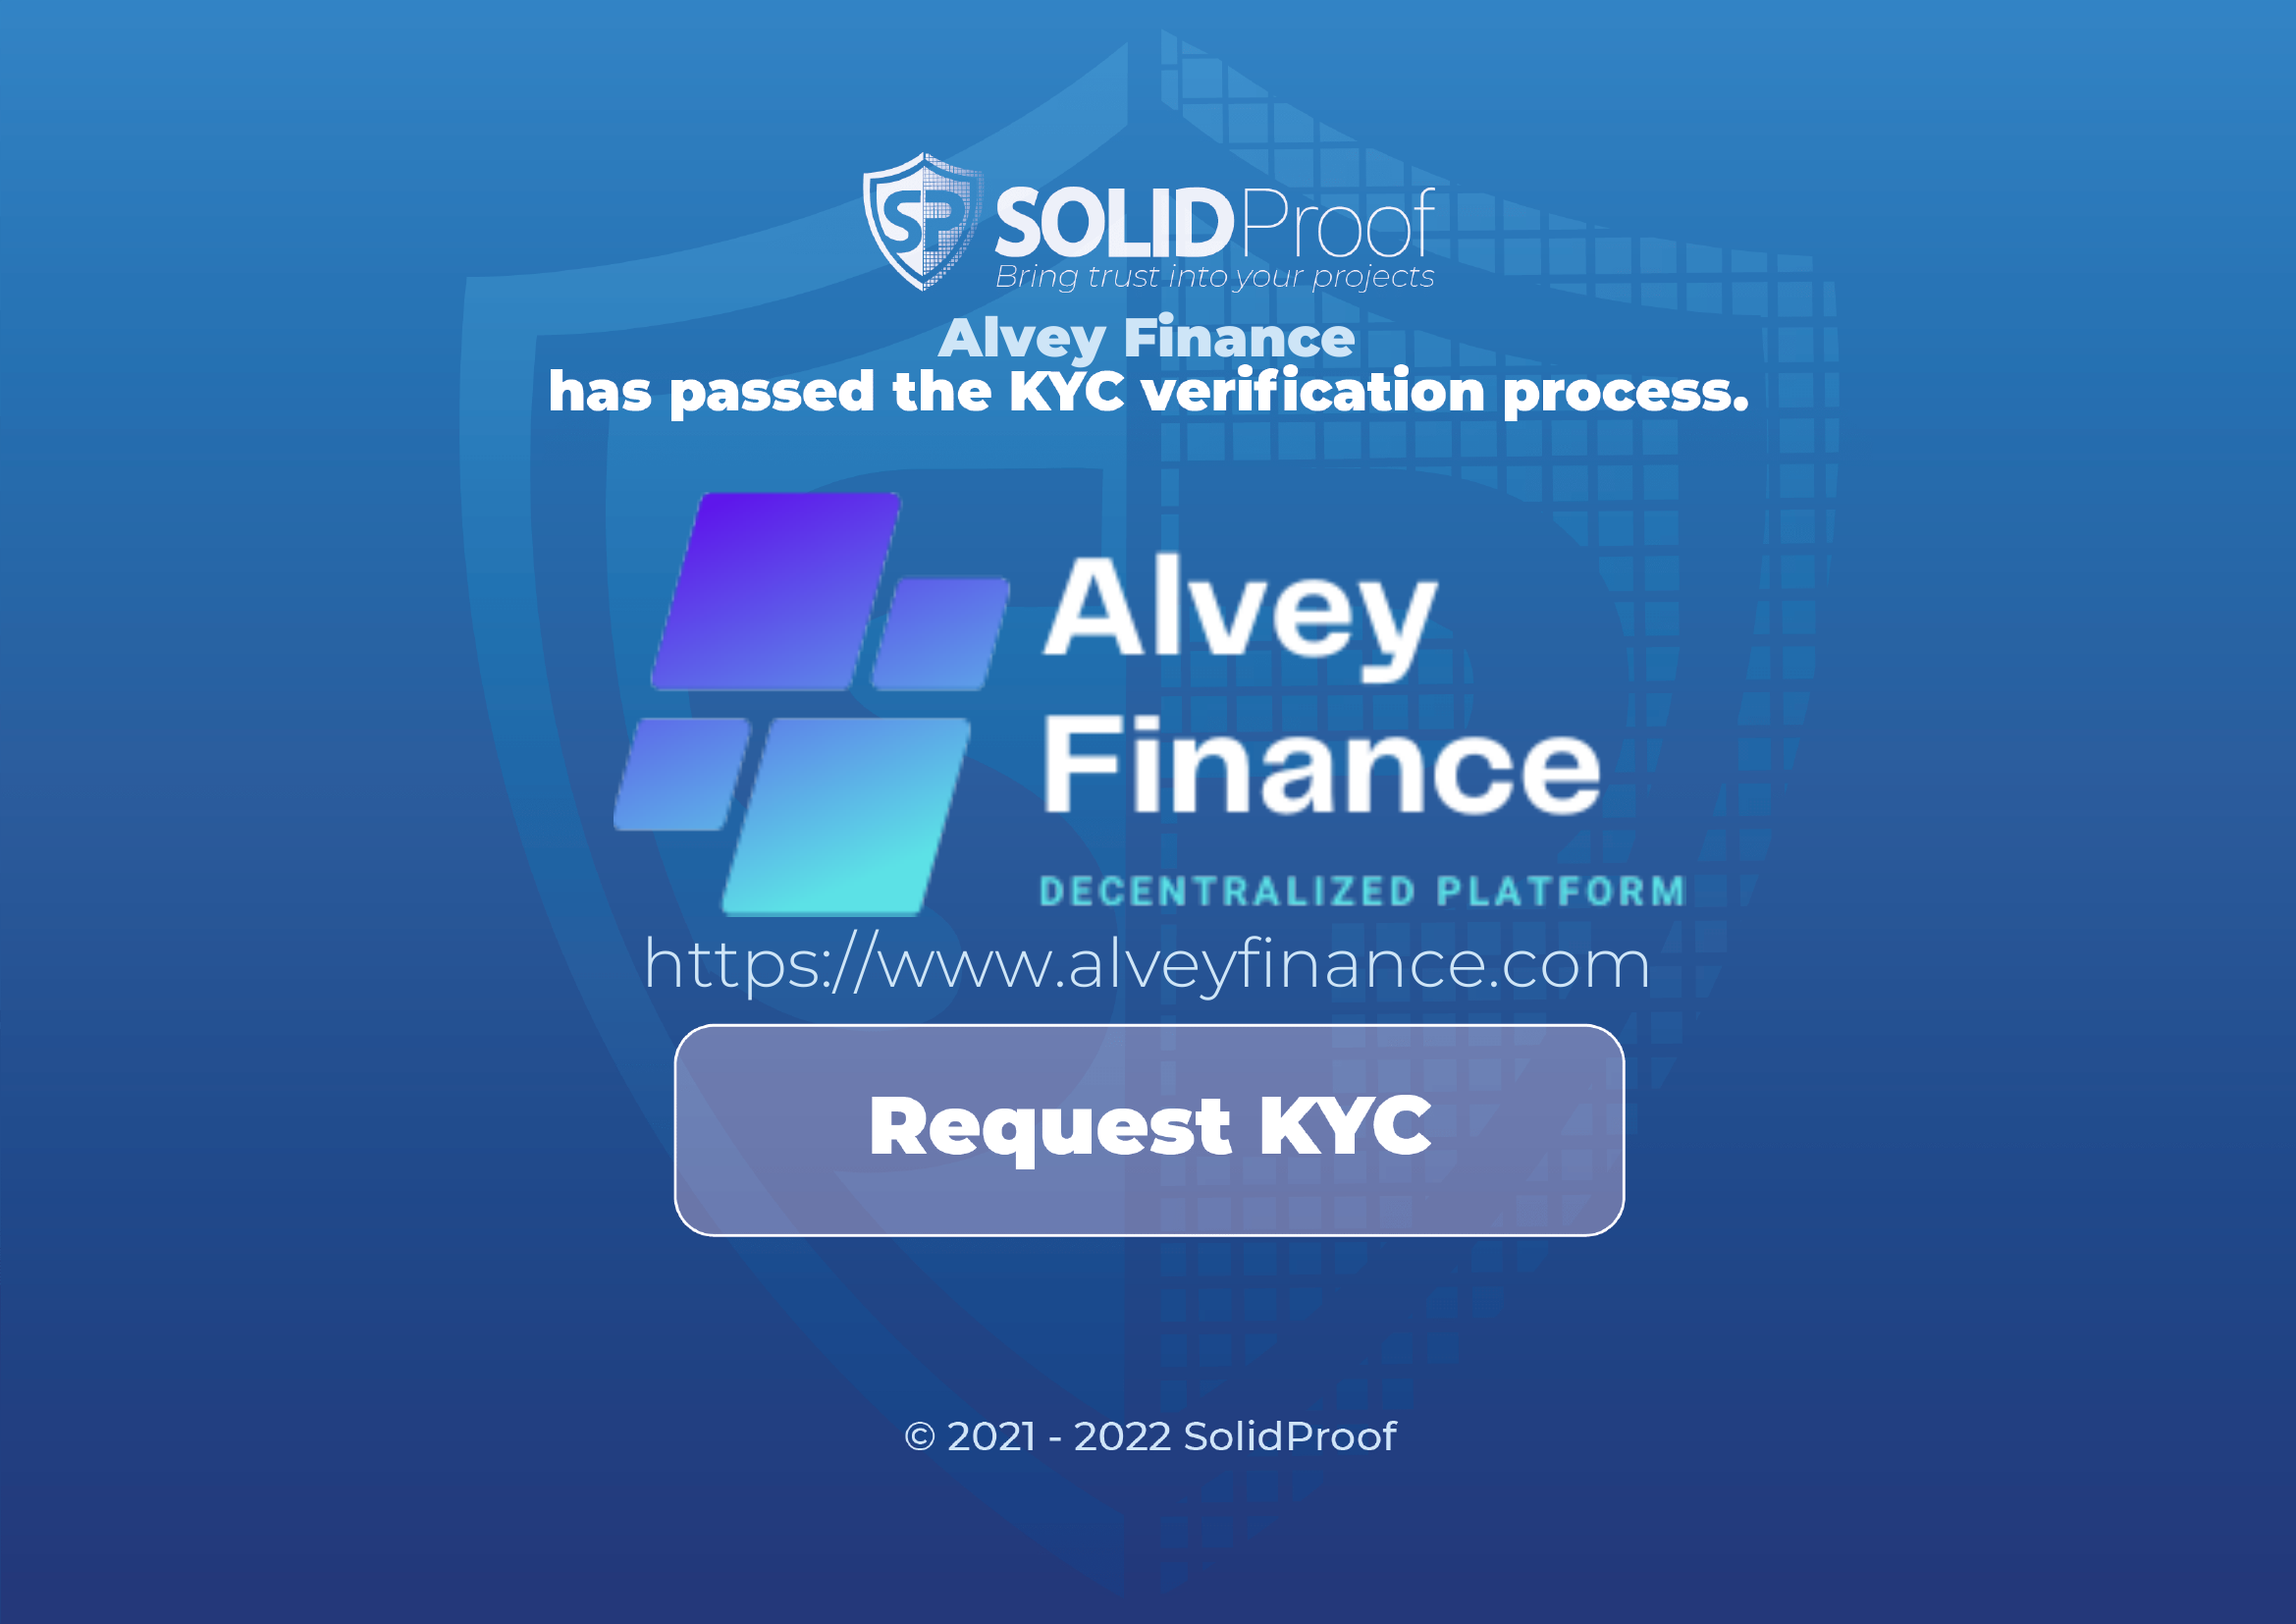 SP SOLIDProof
Bring trust into your projects
Alvey Finance
has passed the KYC verification process.
Alvey
Finance
DECENTRALIZED PLATFORM
https://www.alveyfinance.com
Request KYC
© 2021 - 2022 SolidProof